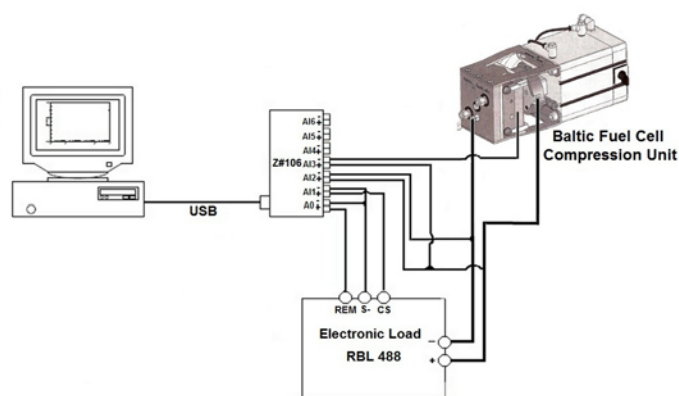 AI6
AI5
AI4
Z#106 AI3
AI2
AI1
A0
USB
Baltic Fuel Cell
Compression Unit
REM S- CS
Electronic Load
RBL 488
−
+